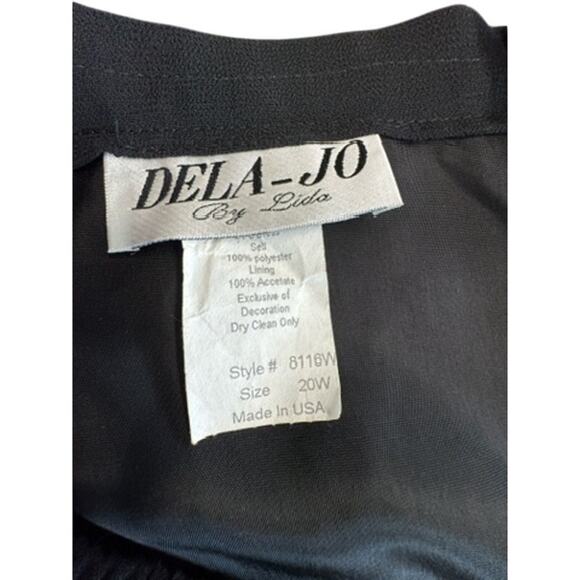 DELA-JO
By Lida
Self
100% polyester
Lining
100% Acetate
Exclusive of
Decoration
Dry Clean Only
Style # 8116W
Size 20W
Made In USA